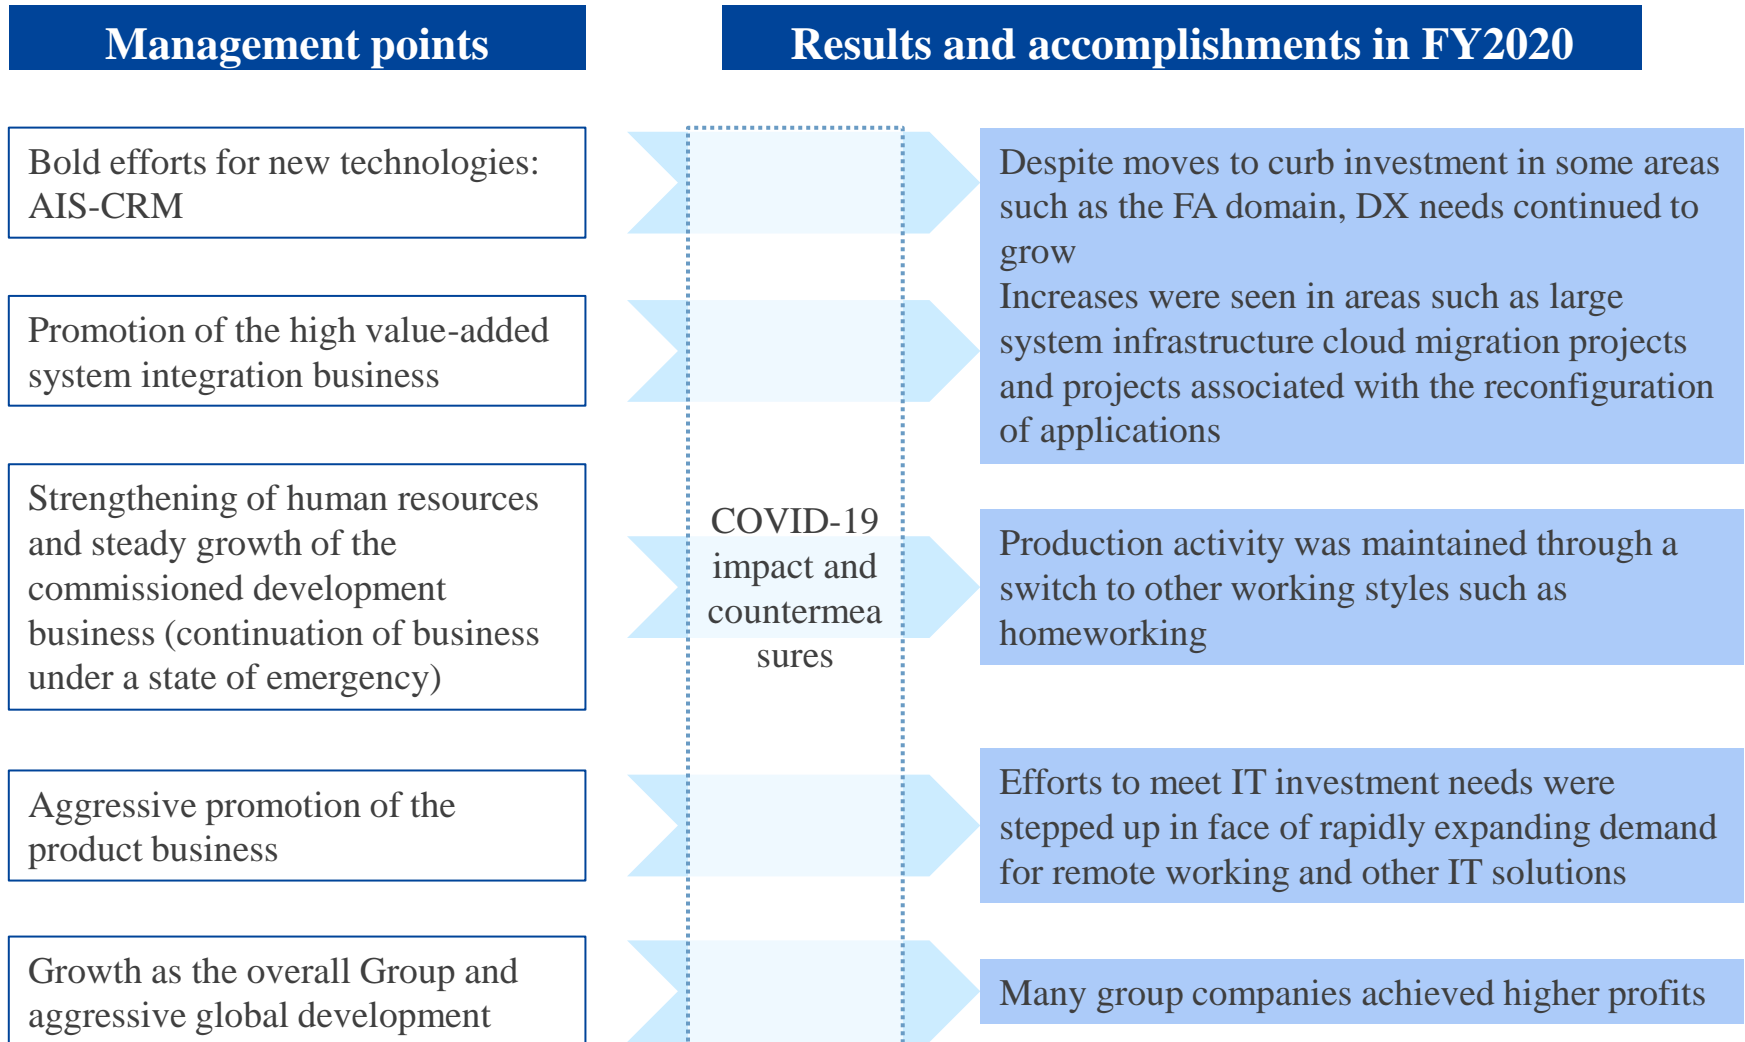 Management points
Results and accomplishments in FY2020
Bold efforts for new technologies:
AIS-CRM
Promotion of the high value-added
system integration business
Strengthening of human resources
and steady growth of the
commissioned development
business (continuation of business
under a state of emergency)
Aggressive promotion of the
product business
Growth as the overall Group and
aggressive global development
COVID-19
impact and
countermea
sures
Despite moves to curb investment in some areas
such as the FA domain, DX needs continued to
grow
Increases were seen in areas such as large
system infrastructure cloud migration projects
and projects associated with the reconfiguration
of applications
Production activity was maintained through a
switch to other working styles such as
homeworking
Efforts to meet IT investment needs were
stepped up in face of rapidly expanding demand
for remote working and other IT solutions
Many group companies achieved higher profits